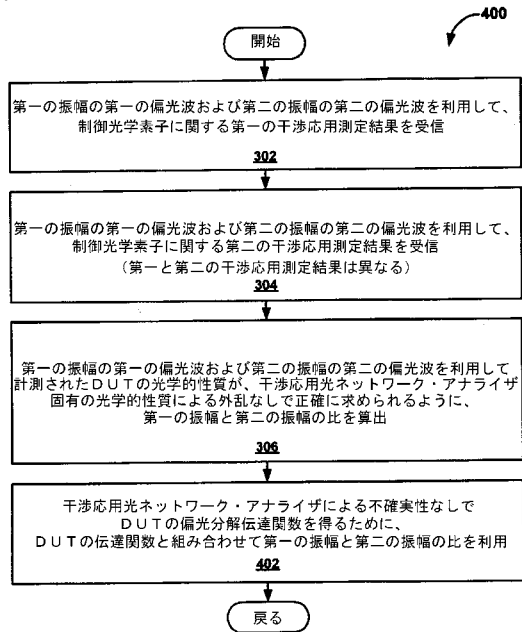 400
開始
第一の振幅の第一の偏光波および第二の振幅の第二の偏光波を利用して、
制御光学素子に関する第一の干渉応用測定結果を受信
302
第一の振幅の第一の偏光波および第二の振幅の第二の偏光波を利用して、
制御光学素子に関する第二の干渉応用測定結果を受信
(第一と第二の干渉応用測定結果は異なる)
304
第一の振幅の第一の偏光波および第二の振幅の第二の偏光波を利用して
計測されたDUTの光学的性質が、干渉応用光ネットワーク・アナライザ
固有の光学的性質による外乱なしで正確に求められるように、
第一の振幅と第二の振幅の比を算出
306
干渉応用光ネットワーク・アナライザによる不確実性なしで
DUTの偏光分解伝達関数を得るために、
DUTの伝達関数と組み合わせて第一の振幅と第二の振幅の比を利用
402
戻る